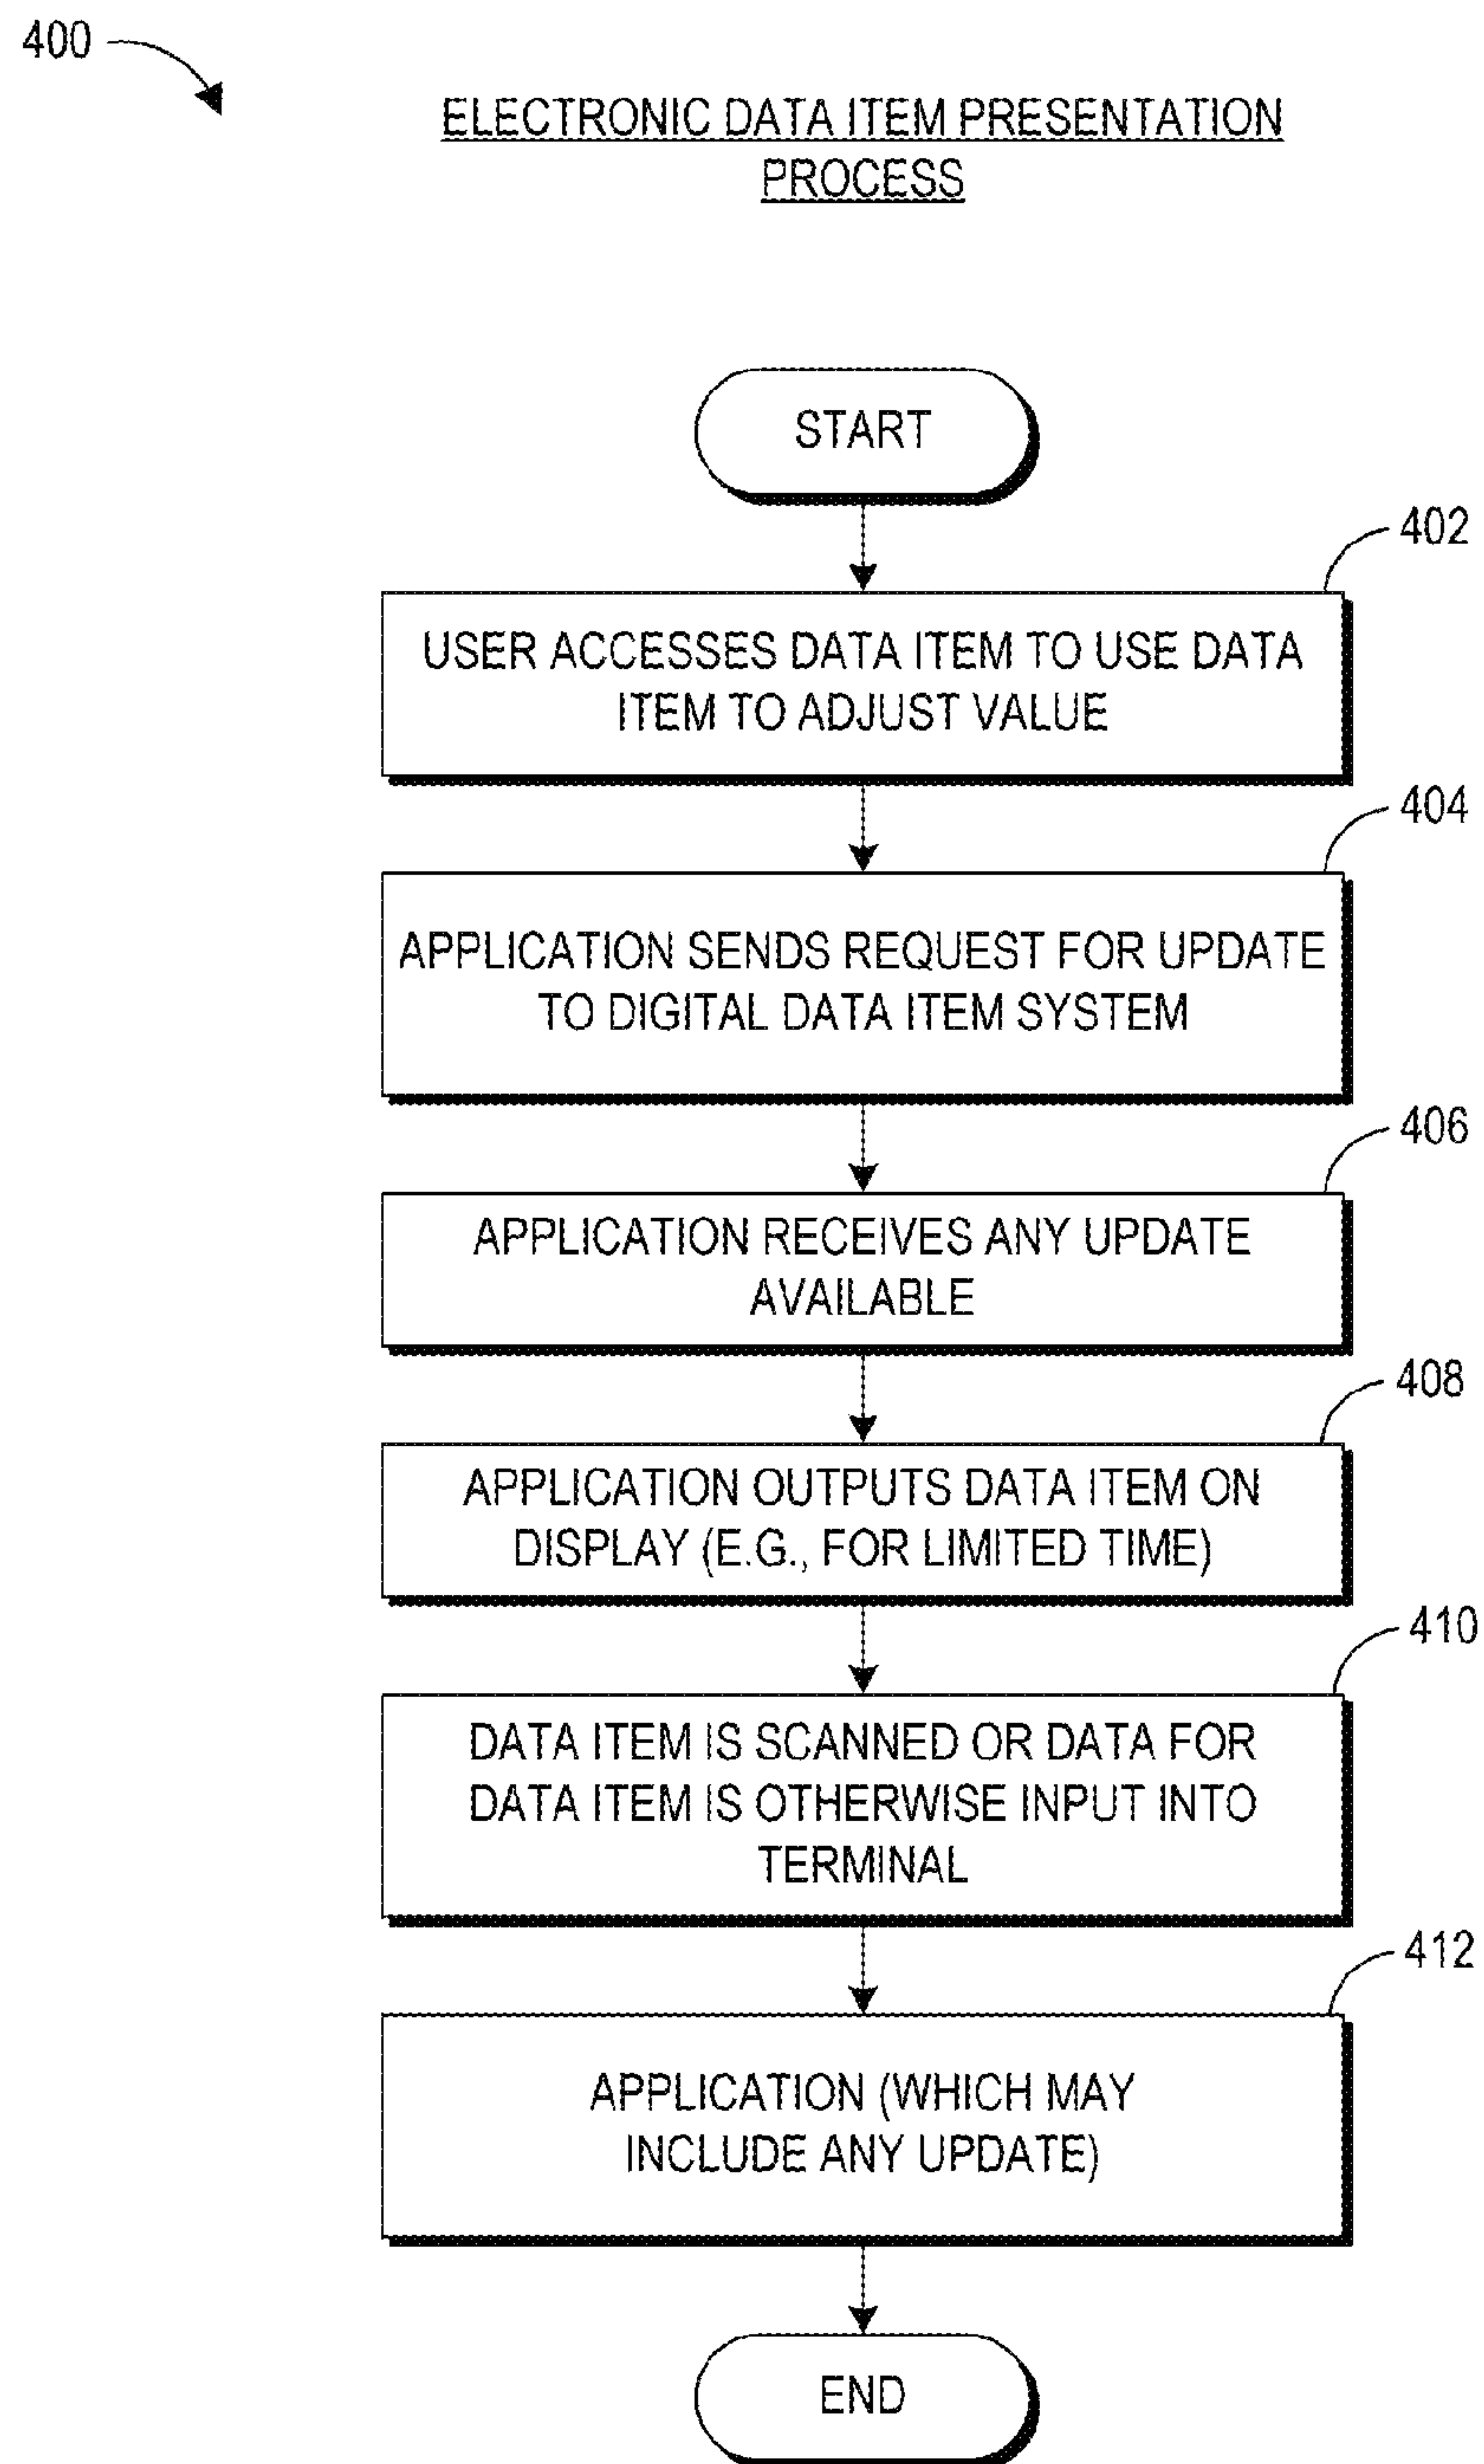 400
ELECTRONIC DATA ITEM PRESENTATION
PROCESS
START
402
USER ACCESSES DATA ITEM TO USE DATA
ITEM TO ADJUST VALUE
404
APPLICATION SENDS REQUEST FOR UPDATE
TO DIGITAL DATA ITEM SYSTEM
406
APPLICATION RECEIVES ANY UPDATE
AVAILABLE
408
APPLICATION OUTPUTS DATA ITEM ON
DISPLAY (E.G., FOR LIMITED TIME)
410
DATA ITEM IS SCANNED OR DATA FOR
DATA ITEM IS OTHERWISE INPUT INTO
TERMINAL
412
APPLICATION (WHICH MAY
INCLUDE ANY UPDATE)
END